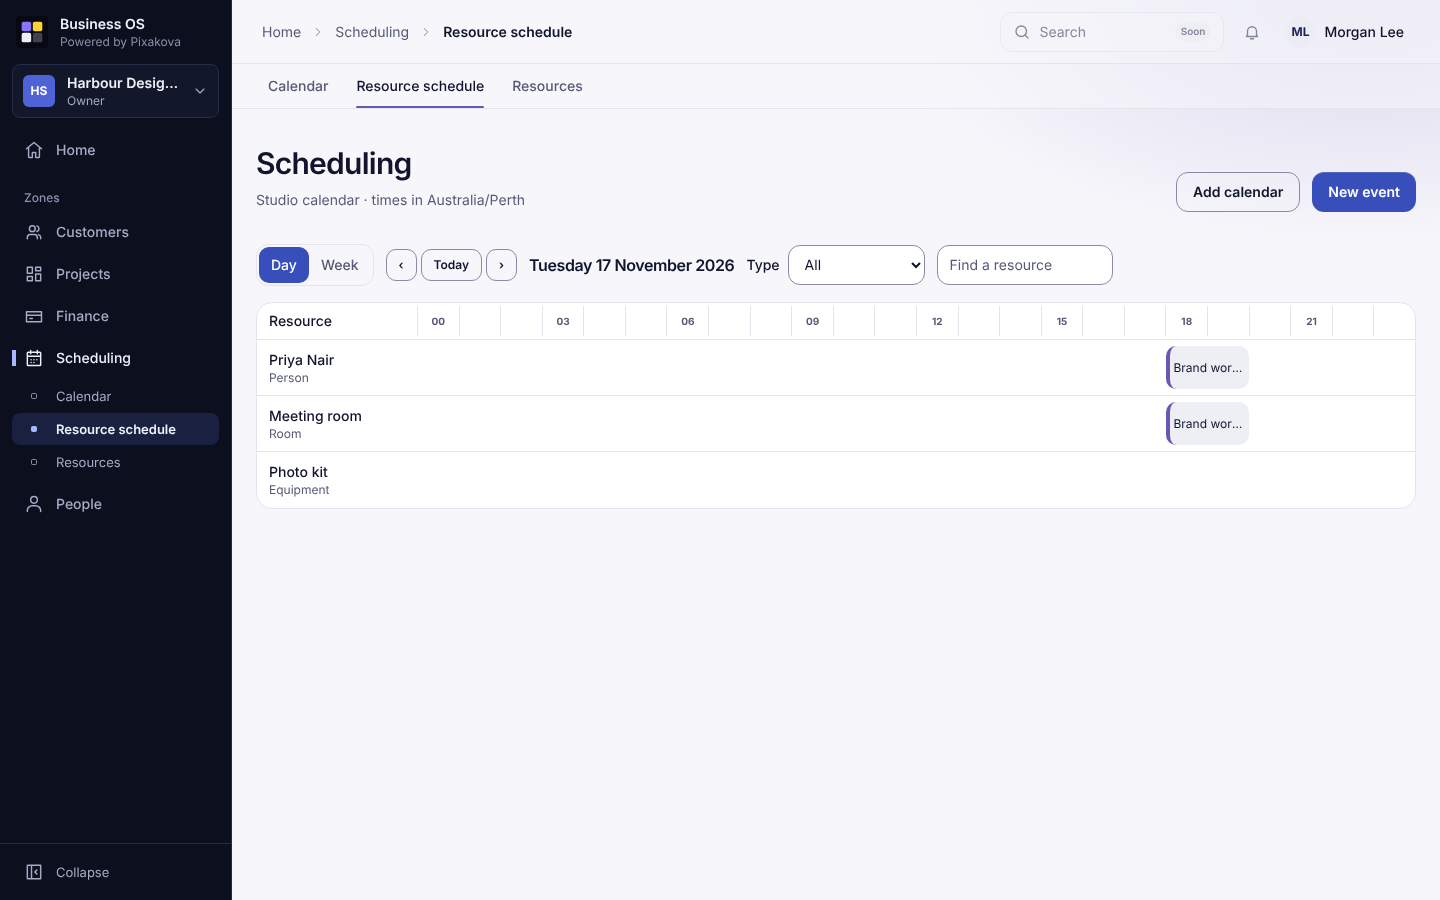 Business OS
Powered by Pixakova
HS
Harbour Desig...
Owner
Home
Zones
Customers
Projects
Finance
Scheduling
Calendar
Resource schedule
Resources
People
Collapse
Home > Scheduling > Resource schedule
Search
Soon
ML
Morgan Lee
Calendar
Resource schedule
Resources
Scheduling
Studio calendar · times in Australia/Perth
Add calendar
New event
Day
Week
‹
Today
›
Tuesday 17 November 2026
Type
All
Find a resource
Resource
00
03
06
09
12
15
18
21
Priya Nair
Person
Brand wor...
Meeting room
Room
Brand wor...
Photo kit
Equipment